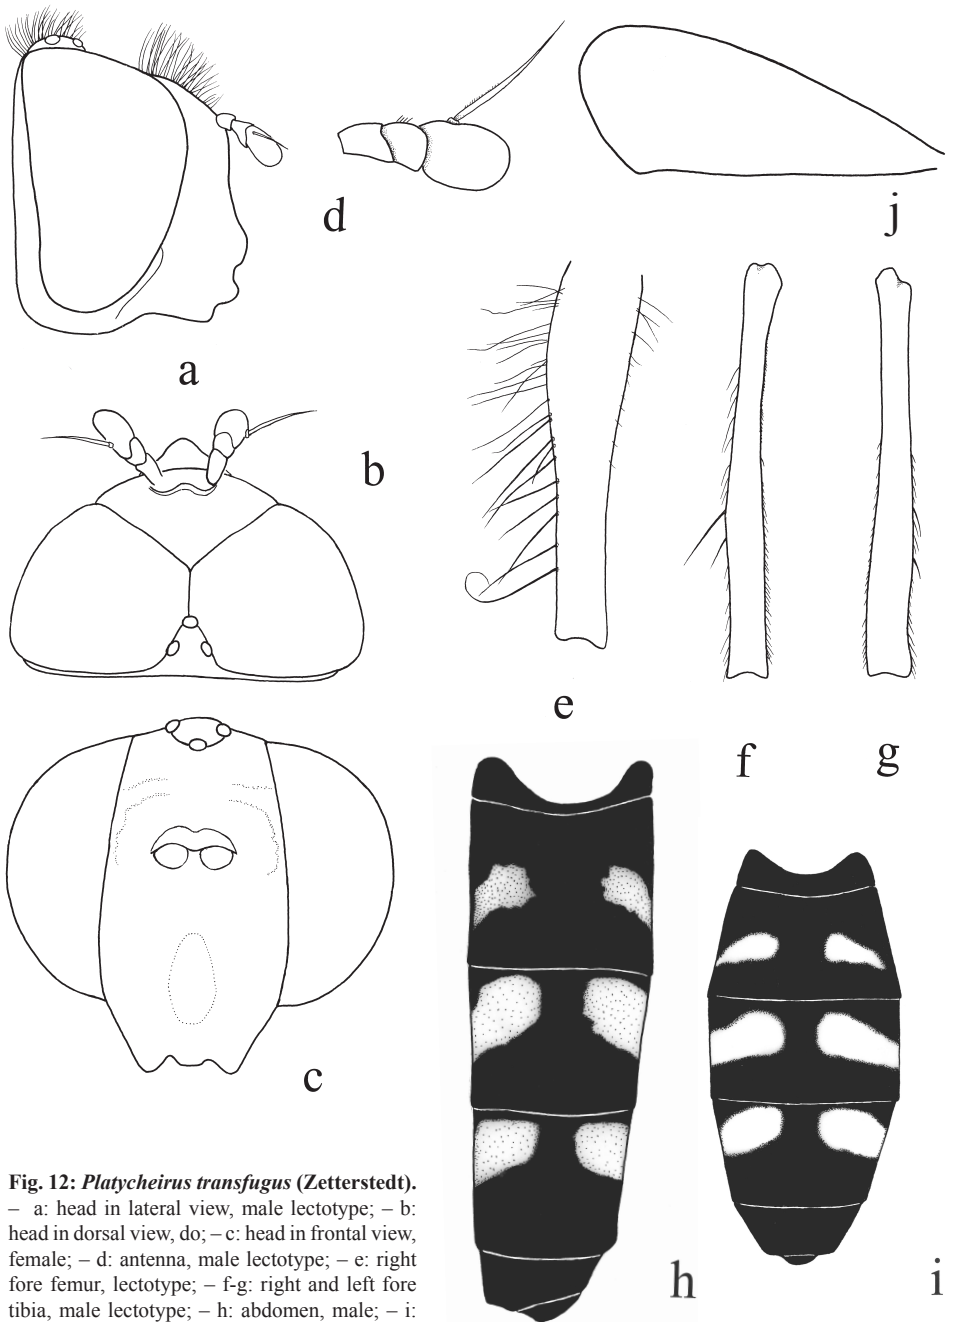 a
d
j
b
e
f
g
c
h
i
Fig. 12: Platycheirus transfugus (Zetterstedt).
– a: head in lateral view, male lectotype; – b:
head in dorsal view, do; – c: head in frontal view,
female; – d: antenna, male lectotype; – e: right
fore femur, lectotype; – f-g: right and left fore
tibia, male lectotype; – h: abdomen, male; – i: